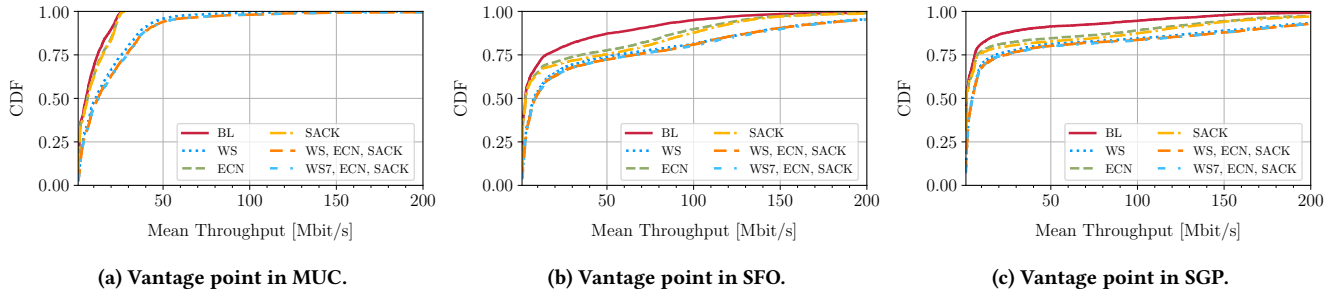 1.00
0.75
0.50
0.25
0.00
CDF
BL
WS
ECN
SACK
WS, ECN, SACK
WS7, ECN, SACK
50
100
150
200
Mean Throughput [Mbit/s]
(a) Vantage point in MUC.
1.00
0.75
0.50
0.25
0.00
CDF
BL
WS
ECN
SACK
WS, ECN, SACK
WS7, ECN, SACK
50
100
150
200
Mean Throughput [Mbit/s]
(b) Vantage point in SFO.
1.00
0.75
0.50
0.25
0.00
CDF
BL
WS
ECN
SACK
WS, ECN, SACK
WS7, ECN, SACK
50
100
150
200
Mean Throughput [Mbit/s]
(c) Vantage point in SGP.